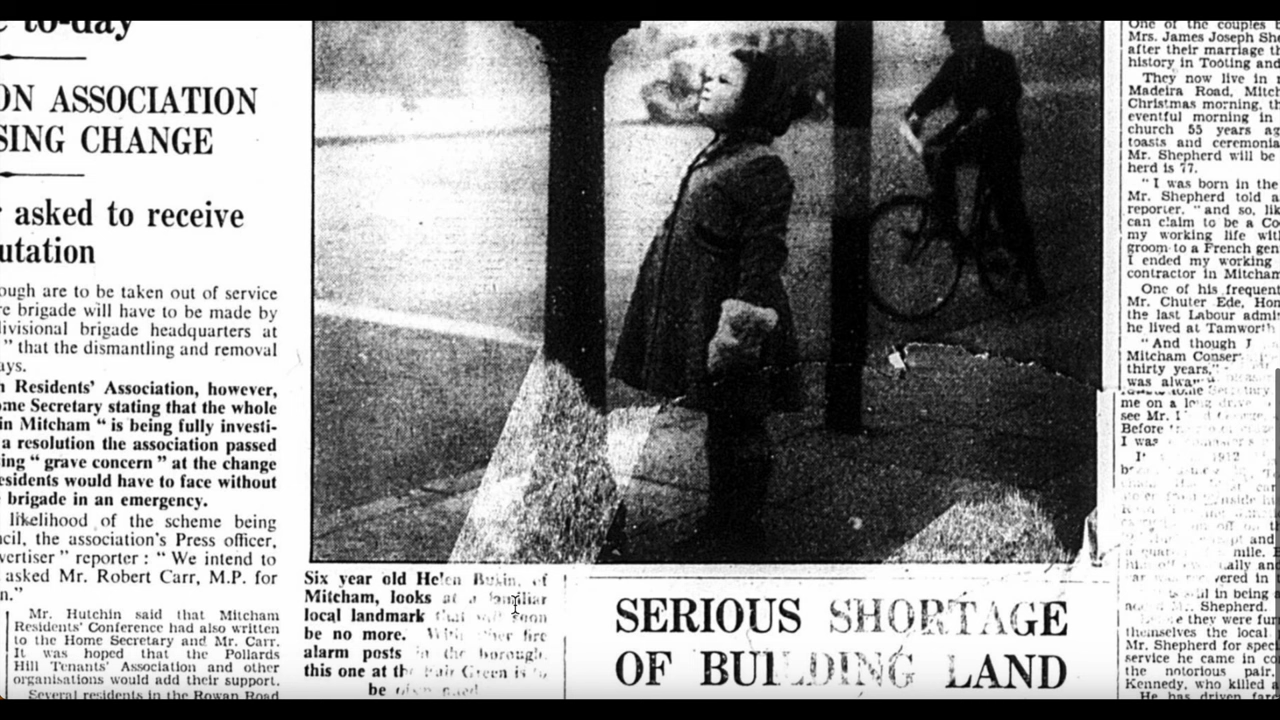 e to-day
ON ASSOCIATION
SING CHANGE
asked to receive
utation
ough are to be taken out of service
re brigade will have to be made by
livisional brigade headquarters at
" that the dismantling and removal
ays.
n Residents' Association, however,
ome Secretary stating that the whole
in Mitcham " is being fully investi-
a resolution the association passed
ing " grave concern " at the change
esidents would have to face without
brigade in an emergency.
likelihood of the scheme being
cil, the association's Press officer,
vertiser " reporter : " We intend to
asked Mr. Robert Carr, M.P. for
n."
Mr. Hutchin said that Mitcham
Residents' Conference had also written
to the Home Secretary and Mr. Carr.
It was hoped that the Pollards
Hill Tenants' Association and other
organisations would add their support.
Several residents in the Rowan Road
Six year old Helen of
Mitcham, looks at a familiar
local landmark that will soon
be no more. With other fire
alarm posts in the borough,
this one at the Fair Green is to
be
SERIOUS SHORTAGE
OF BUILDING LAND
One of the couples
Mrs. James Joseph She
after their marriage th
history in Tooting and
They now live in
Madeira Road, Mitch
Christmas morning, th
eventful morning in
church 55 years ag
toasts and ceremonia
Mr. Shepherd will be
herd is 77.
" I was born in the
Mr. Shepherd told a
reporter, " and so, lik
can claim to be a Co
my working life with
groom to a French gen
I ended my working
contractor in Mitcham
One of his frequent
Mr. Chuter Ede, Hom
the last Labour admi
he lived at Tamworth
" And though I
Mitcham Conser
thirty years,"
was
me on a
see Mr.
Before
I was
1912
mile.
Shepherd.
they were
themselves the local
Mr. Shepherd for spec
service he came in co
the notorious pair,
Kennedy, who killed a
He has driven